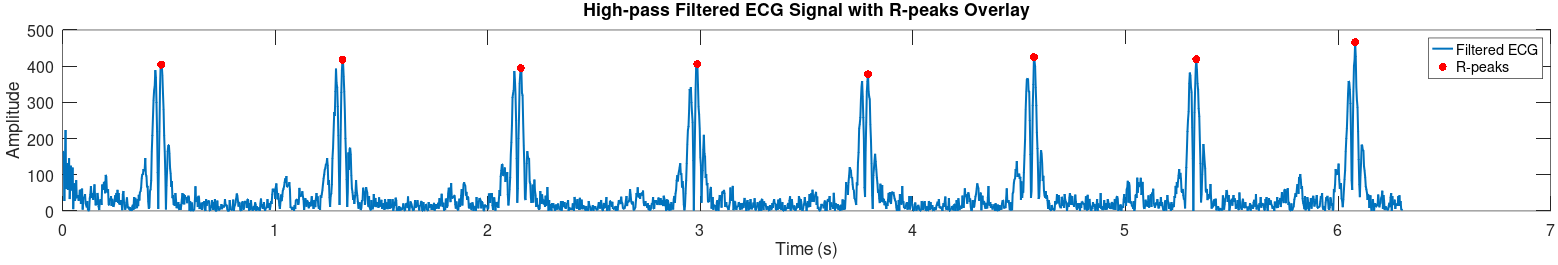 High-pass Filtered ECG Signal with R-peaks Overlay
500
400
300
200
100
0
Amplitude
Filtered ECG
R-peaks
0 1 2 3 4 5 6 7
Time (s)